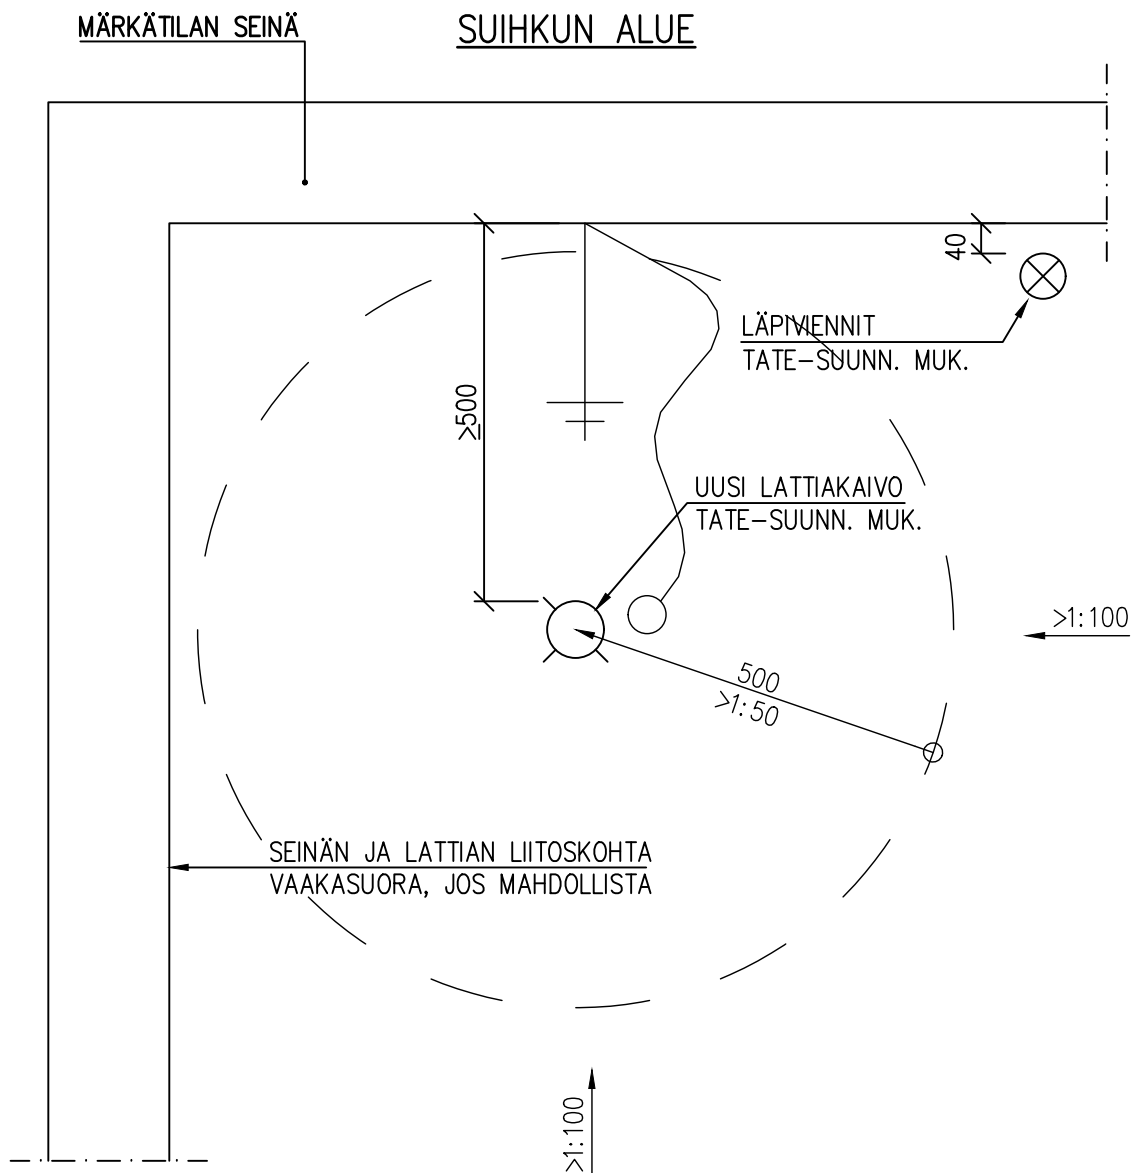 MÄRKÄTILAN SEINÄ
SUIHKUN ALUE
40
LÄPIVIENNIT
TATE-SUUNN. MUK.
≥500
UUSI LATTIAKAIVO
TATE-SUUNN. MUK.
>1:100
500
>1:50
SEINÄN JA LATTIAN LIITOSKOHTA
VAAKASUORA, JOS MAHDOLLISTA
>1:100